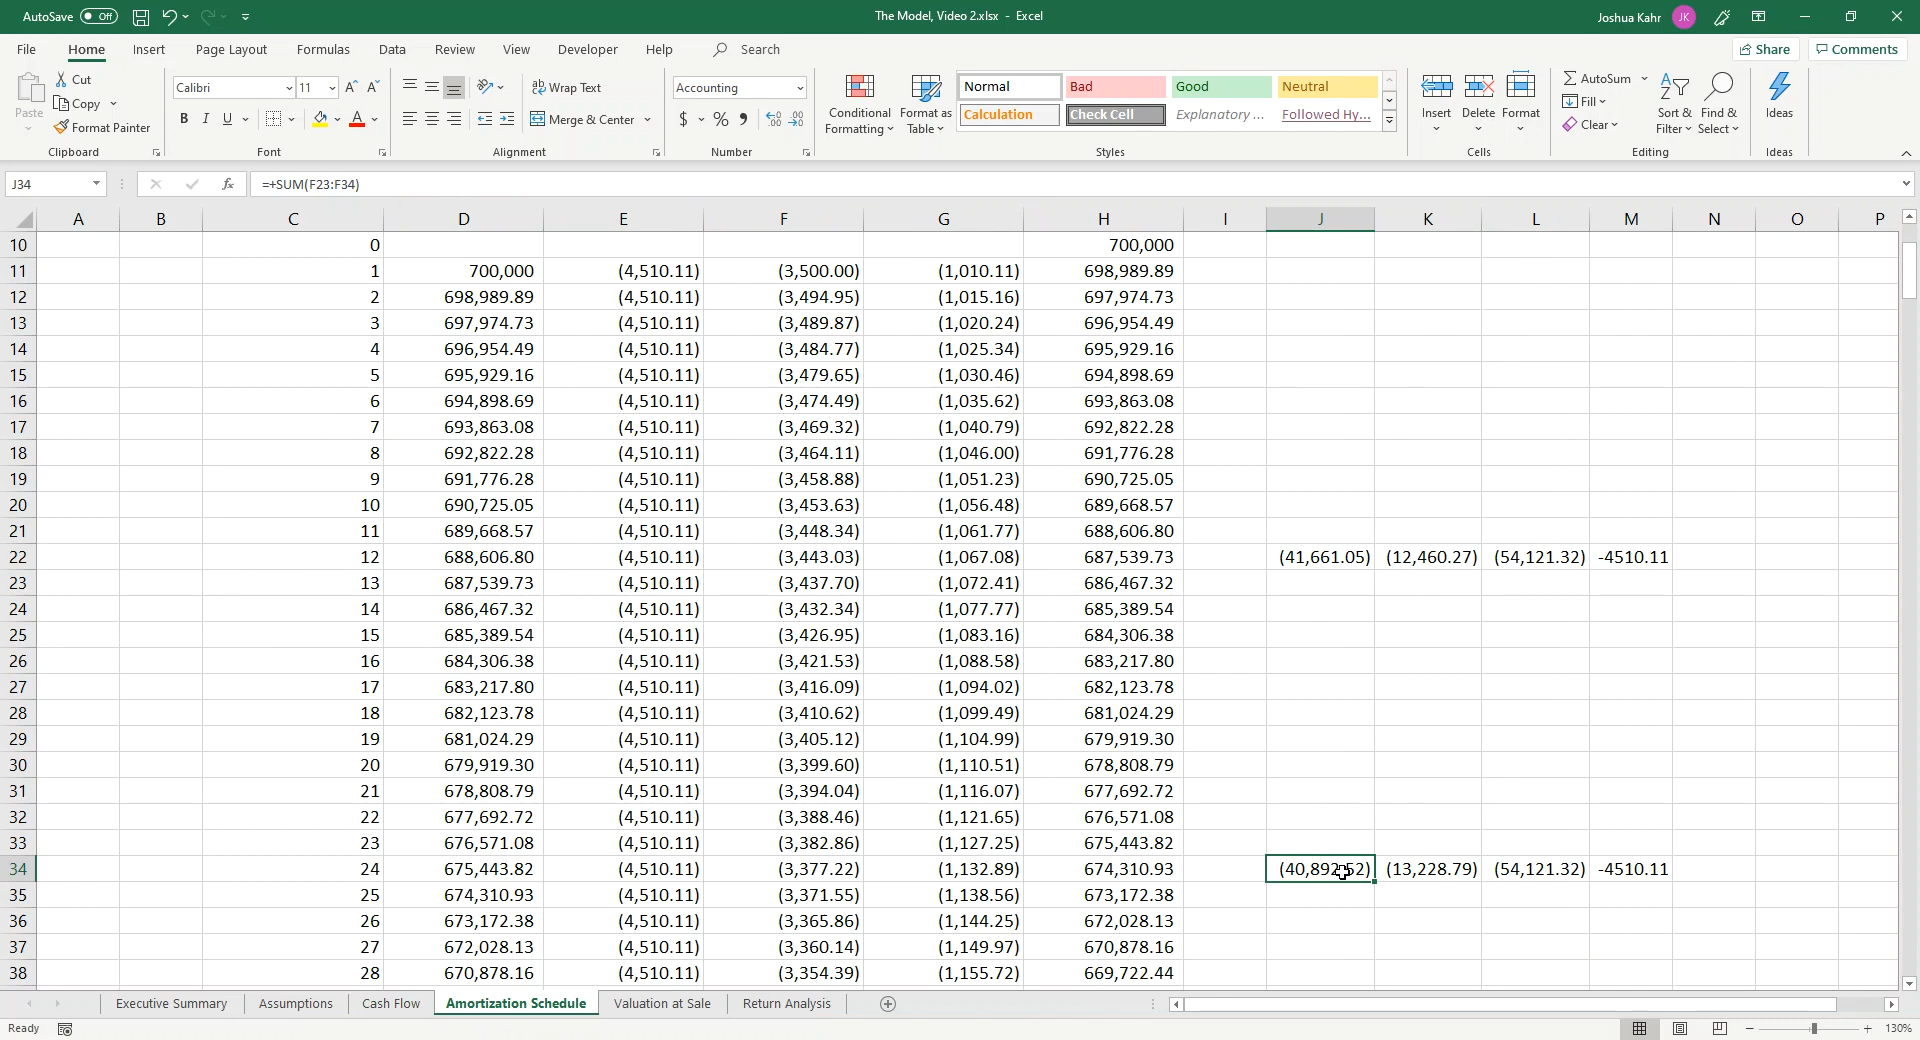 AutoSave Off The Model, Video 2.xlsx - Excel Joshua Kahr JK
File Home Insert Page Layout Formulas Data Review View Developer Help Search Share Comments
Paste Cut Copy Format Painter Clipboard
Calibri 11 B I U A Font
Wrap Text Merge & Center Alignment
Accounting $ % Number
Conditional Formatting Format as Table Normal Bad Good Neutral
Calculation Check Cell Explanatory ... Followed Hy... Styles
Insert Delete Format Cells
AutoSum Fill Clear Sort & Filter Find & Select Editing
Ideas Ideas
J34 fx =+SUM(F23:F34)
A B C D E F G H I J K L M N O P
10 0 700,000
11 1 700,000 (4,510.11) (3,500.00) (1,010.11) 698,989.89
12 2 698,989.89 (4,510.11) (3,494.95) (1,015.16) 697,974.73
13 3 697,974.73 (4,510.11) (3,489.87) (1,020.24) 696,954.49
14 4 696,954.49 (4,510.11) (3,484.77) (1,025.34) 695,929.16
15 5 695,929.16 (4,510.11) (3,479.65) (1,030.46) 694,898.69
16 6 694,898.69 (4,510.11) (3,474.49) (1,035.62) 693,863.08
17 7 693,863.08 (4,510.11) (3,469.32) (1,040.79) 692,822.28
18 8 692,822.28 (4,510.11) (3,464.11) (1,046.00) 691,776.28
19 9 691,776.28 (4,510.11) (3,458.88) (1,051.23) 690,725.05
20 10 690,725.05 (4,510.11) (3,453.63) (1,056.48) 689,668.57
21 11 689,668.57 (4,510.11) (3,448.34) (1,061.77) 688,606.80
22 12 688,606.80 (4,510.11) (3,443.03) (1,067.08) 687,539.73 (41,661.05) (12,460.27) (54,121.32) -4510.11
23 13 687,539.73 (4,510.11) (3,437.70) (1,072.41) 686,467.32
24 14 686,467.32 (4,510.11) (3,432.34) (1,077.77) 685,389.54
25 15 685,389.54 (4,510.11) (3,426.95) (1,083.16) 684,306.38
26 16 684,306.38 (4,510.11) (3,421.53) (1,088.58) 683,217.80
27 17 683,217.80 (4,510.11) (3,416.09) (1,094.02) 682,123.78
28 18 682,123.78 (4,510.11) (3,410.62) (1,099.49) 681,024.29
29 19 681,024.29 (4,510.11) (3,405.12) (1,104.99) 679,919.30
30 20 679,919.30 (4,510.11) (3,399.60) (1,110.51) 678,808.79
31 21 678,808.79 (4,510.11) (3,394.04) (1,116.07) 677,692.72
32 22 677,692.72 (4,510.11) (3,388.46) (1,121.65) 676,571.08
33 23 676,571.08 (4,510.11) (3,382.86) (1,127.25) 675,443.82
34 24 675,443.82 (4,510.11) (3,377.22) (1,132.89) 674,310.93 (40,892.52) (13,228.79) (54,121.32) -4510.11
35 25 674,310.93 (4,510.11) (3,371.55) (1,138.56) 673,172.38
36 26 673,172.38 (4,510.11) (3,365.86) (1,144.25) 672,028.13
37 27 672,028.13 (4,510.11) (3,360.14) (1,149.97) 670,878.16
38 28 670,878.16 (4,510.11) (3,354.39) (1,155.72) 669,722.44
Executive Summary Assumptions Cash Flow Amortization Schedule Valuation at Sale Return Analysis
Ready 130%